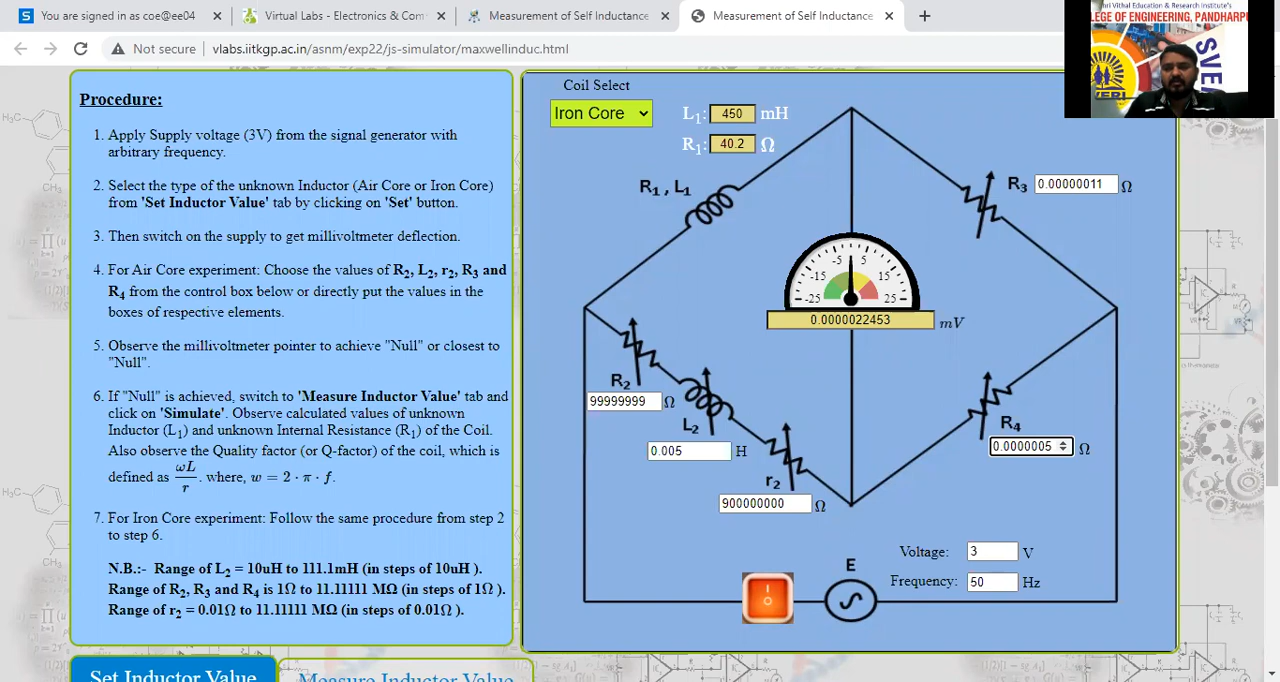 You are signed in as coe@ee04
Virtual Labs - Electronics & Com
Measurement of Self Inductance
Measurement of Self Inductance
Not secure
vlabs.iitkgp.ac.in/asnm/exp22/js-simulator/maxwellinduc.html
Shri Vithal Education & Research Institute's
LEGE OF ENGINEERING, PANDHARPU
SVE
Procedure:
1. Apply Supply voltage (3V) from the signal generator with
arbitrary frequency.
2. Select the type of the unknown Inductor (Air Core or Iron Core)
from 'Set Inductor Value' tab by clicking on 'Set' button.
3. Then switch on the supply to get millivoltmeter deflection.
4. For Air Core experiment: Choose the values of R2, L2, r2, R3 and
R4 from the control box below or directly put the values in the
boxes of respective elements.
5. Observe the millivoltmeter pointer to achieve "Null" or closest to
"Null".
6. If "Null" is achieved, switch to 'Measure Inductor Value' tab and
click on 'Simulate'. Observe calculated values of unknown
Inductor (L1) and unknown Internal Resistance (R1) of the Coil.
Also observe the Quality factor (or Q-factor) of the coil, which is
defined as ωL/r. where, w = 2 · π · f.
7. For Iron Core experiment: Follow the same procedure from step 2
to step 6.
N.B.:- Range of L2 = 10uH to 111.1mH (in steps of 10uH ).
Range of R2, R3 and R4 is 1Ω to 11.11111 MΩ (in steps of 1Ω ).
Range of r2 = 0.01Ω to 11.11111 MΩ (in steps of 0.01Ω ).
Set Inductor Value
Measure Inductor Value
Coil Select
Iron Core
L1: 450 mH
R1: 40.2 Ω
R1 , L1
R3 0.00000011 Ω
-25 -15 -5 5 15 25
0.0000022453 mV
R2
99999999 Ω
L2
0.005 H
r2
900000000 Ω
R4
0.0000005 Ω
E
Voltage: 3 V
Frequency: 50 Hz